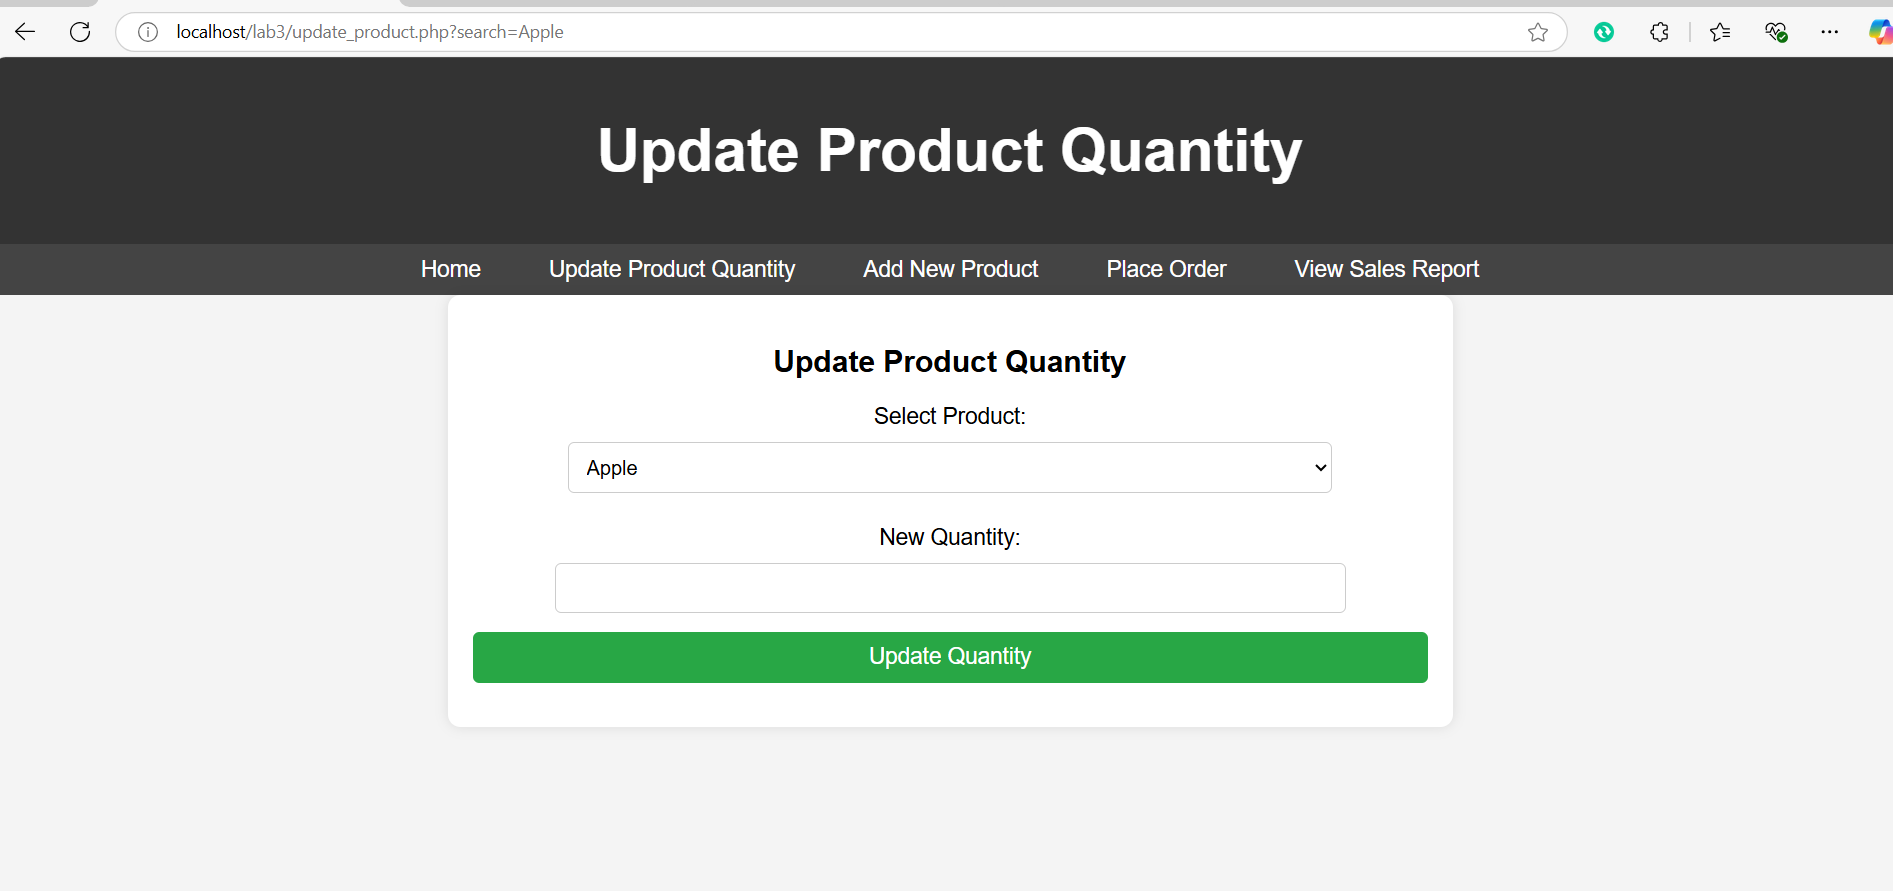 localhost/lab3/update_product.php?search=Apple
Update Product Quantity
Home Update Product Quantity Add New Product Place Order View Sales Report
Update Product Quantity
Select Product:
Apple
New Quantity:
Update Quantity